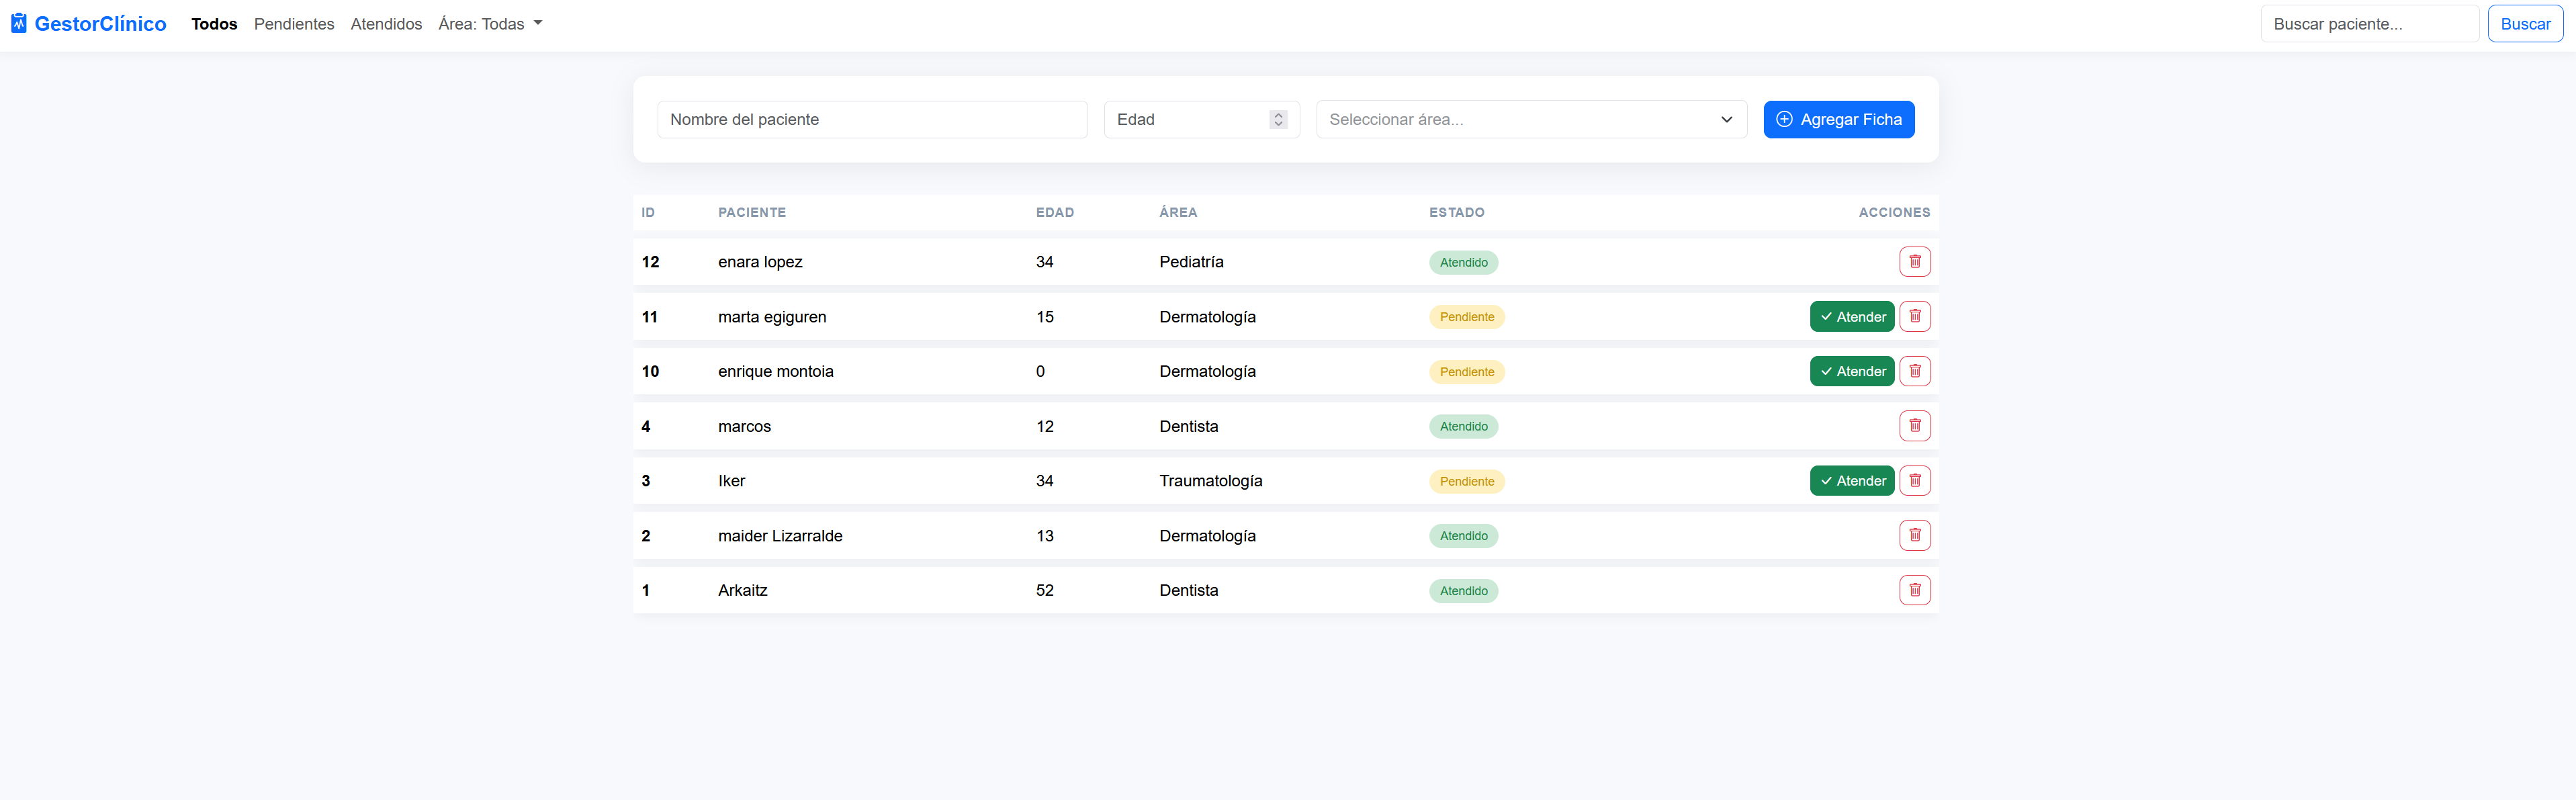 GestorClínico Todos Pendientes Atendidos Área: Todas Buscar paciente... Buscar
Nombre del paciente Edad Seleccionar área... Agregar Ficha
ID PACIENTE EDAD ÁREA ESTADO ACCIONES
12 enara lopez 34 Pediatría Atendido
11 marta egiguren 15 Dermatología Pendiente Atender
10 enrique montoia 0 Dermatología Pendiente Atender
4 marcos 12 Dentista Atendido
3 Iker 34 Traumatología Pendiente Atender
2 maider Lizarralde 13 Dermatología Atendido
1 Arkaitz 52 Dentista Atendido